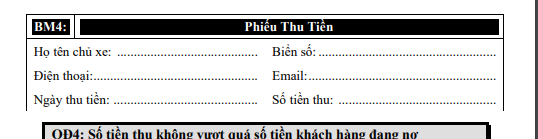 BM4: Phiếu Thu Tiền
Họ tên chủ xe: ........................................... Biển số: ......................................................
Điện thoại:.................................................. Email:.........................................................
Ngày thu tiền: ............................................ Số tiền thu: ................................................
QĐ4: Số tiền thu không vượt quá số tiền khách hàng đang nợ